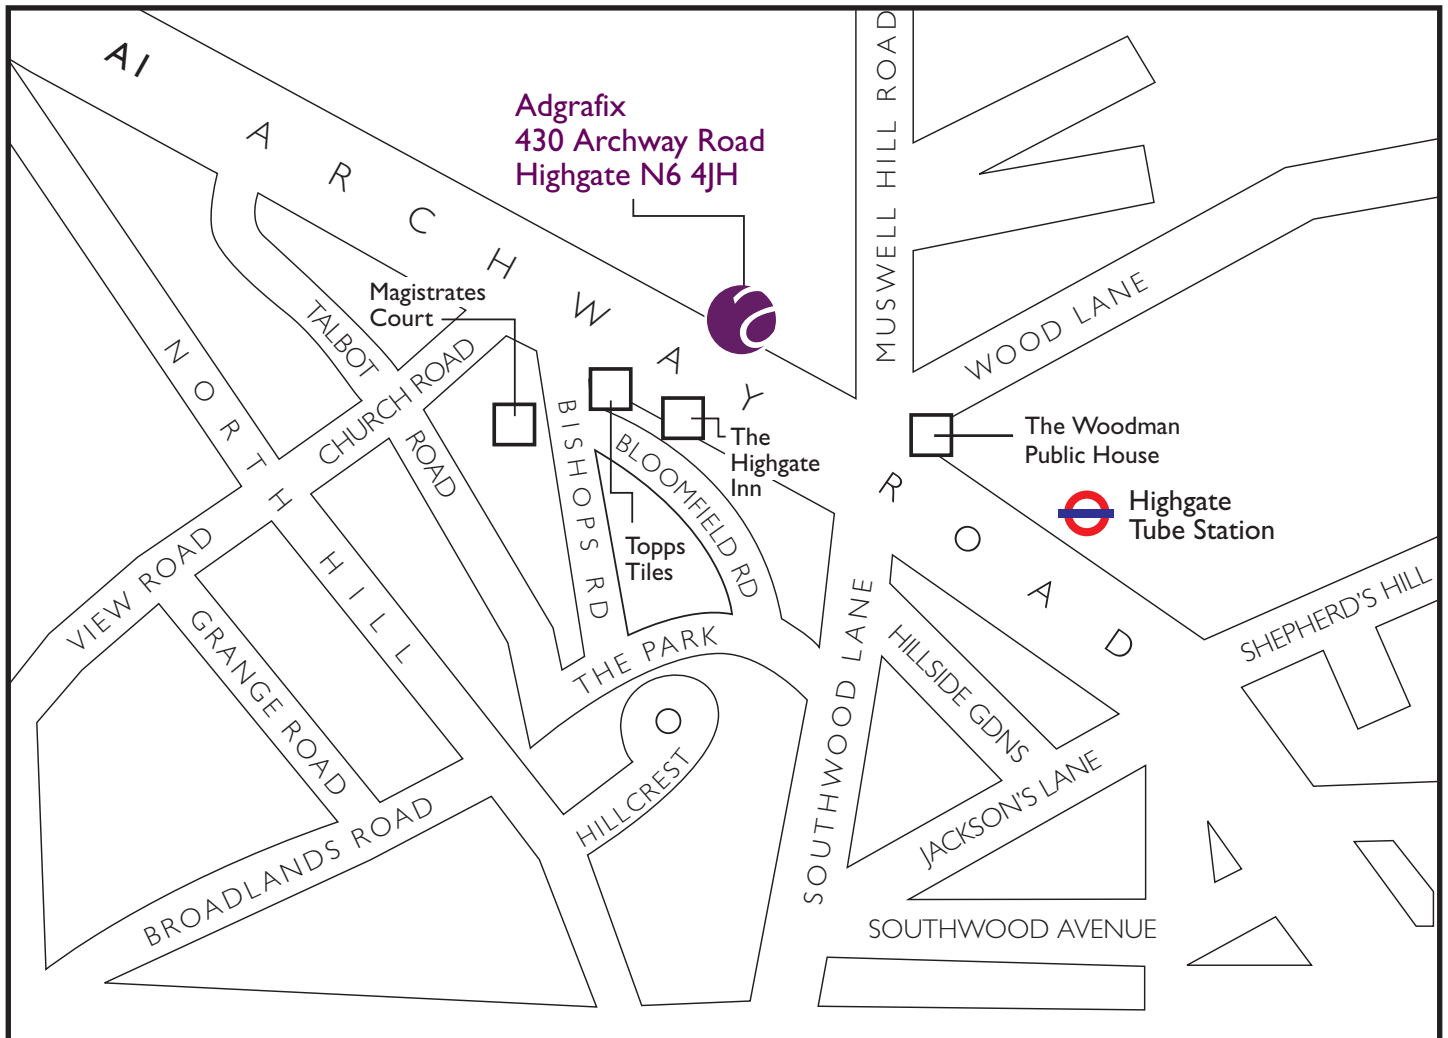 A1
ARCHWAY ROAD
Adgrafix
430 Archway Road
Highgate N6 4JH
MUSWELL HILL ROAD
WOOD LANE
Magistrates
Court
TALBOT ROAD
CHURCH ROAD
NORTH HILL
BISHOPS RD
BLOOMFIELD RD
The
Highgate
Inn
The Woodman
Public House
Highgate
Tube Station
Topps
Tiles
VIEW ROAD
GRANGE ROAD
THE PARK
SOUTHWOOD LANE
HILLSIDE GDNS
SHEPHERD'S HILL
HILLCREST
JACKSON'S LANE
BROADLANDS ROAD
SOUTHWOOD AVENUE